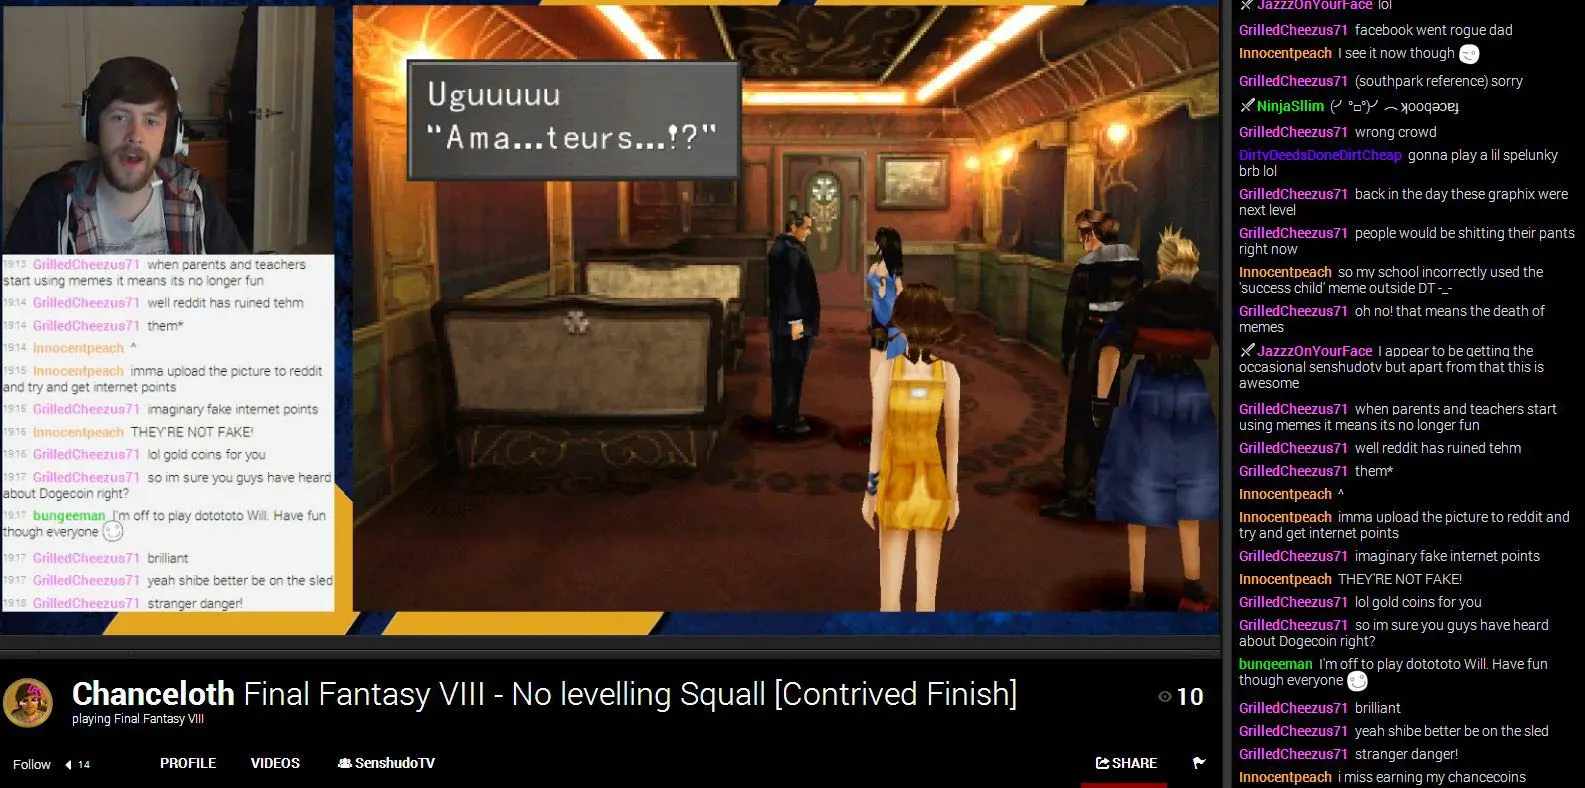 Uguuuuu
“Ama...teurs...!?”
19:13 GrilledCheezus71 when parents and teachers
start using memes it means its no longer fun
19:14 GrilledCheezus71 well reddit has ruined tehm
19:14 GrilledCheezus71 them*
19:14 Innocentpeach ^
19:15 Innocentpeach imma upload the picture to reddit
and try and get internet points
19:15 GrilledCheezus71 imaginary fake internet points
19:16 Innocentpeach THEY'RE NOT FAKE!
19:16 GrilledCheezus71 lol gold coins for you
19:17 GrilledCheezus71 so im sure you guys have heard
about Dogecoin right?
19:17 bungeeman I'm off to play dotototo Will. Have fun
though everyone
19:17 GrilledCheezus71 brilliant
19:17 GrilledCheezus71 yeah shibe better be on the sled
19:18 GrilledCheezus71 stranger danger!
Chanceloth Final Fantasy VIII - No levelling Squall [Contrived Finish]
playing Final Fantasy VIII
10
Follow 14 PROFILE VIDEOS SenshudoTV SHARE
JazzzOnYourFace lol
GrilledCheezus71 facebook went rogue dad
Innocentpeach I see it now though
GrilledCheezus71 (southpark reference) sorry
NinjaSllim (╯°□°)╯︵ ʞooqǝɔɐɟ
GrilledCheezus71 wrong crowd
DirtyDeedsDoneDirtCheap gonna play a lil spelunky
brb lol
GrilledCheezus71 back in the day these graphix were
next level
GrilledCheezus71 people would be shitting their pants
right now
Innocentpeach so my school incorrectly used the
'success child' meme outside DT -_-
GrilledCheezus71 oh no! that means the death of
memes
JazzzOnYourFace I appear to be getting the
occasional senshudotv but apart from that this is
awesome
GrilledCheezus71 when parents and teachers start
using memes it means its no longer fun
GrilledCheezus71 well reddit has ruined tehm
GrilledCheezus71 them*
Innocentpeach ^
Innocentpeach imma upload the picture to reddit and
try and get internet points
GrilledCheezus71 imaginary fake internet points
Innocentpeach THEY'RE NOT FAKE!
GrilledCheezus71 lol gold coins for you
GrilledCheezus71 so im sure you guys have heard
about Dogecoin right?
bungeeman I'm off to play dotototo Will. Have fun
though everyone
GrilledCheezus71 brilliant
GrilledCheezus71 yeah shibe better be on the sled
GrilledCheezus71 stranger danger!
Innocentpeach i miss earning my chancecoins